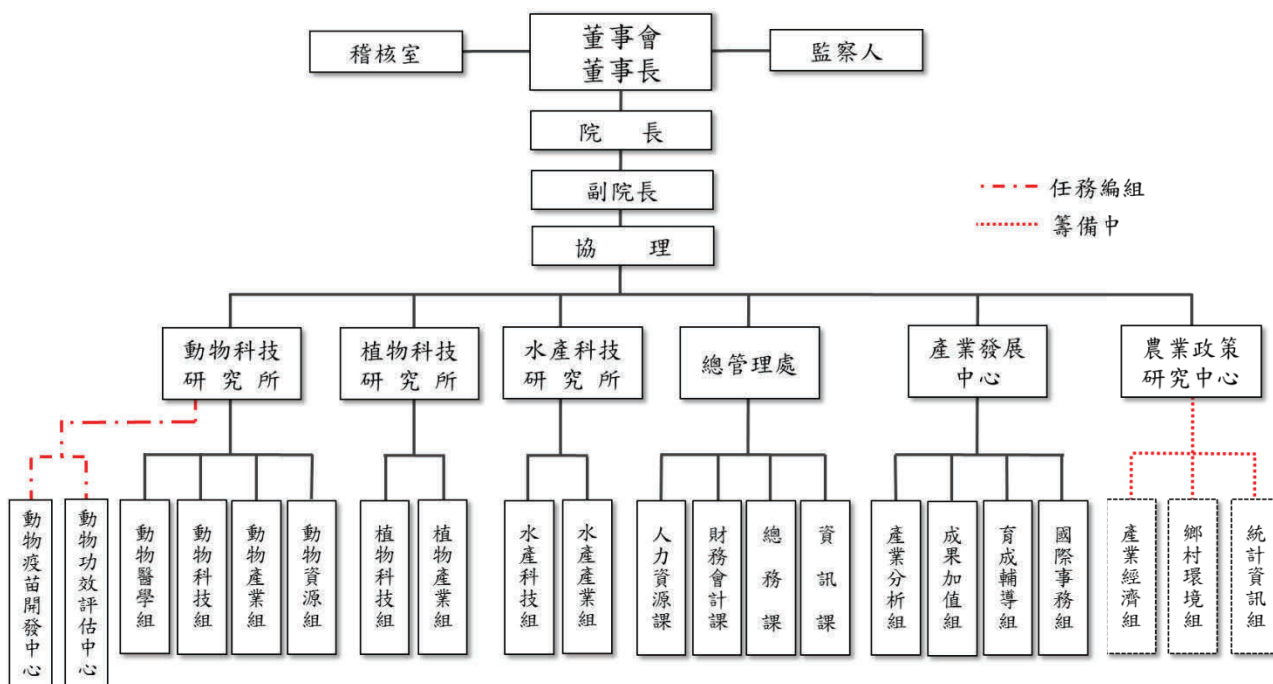 稽核室
董事會
董事長
監察人
院長
副院長
協理
任務編組
籌備中
動物科技
研究所
植物科技
研究所
水產科技
研究所
總管理處
產業發展
中心
農業政策
研究中心
動物疫苗開發中心
動物功效評估中心
動物醫學組
動物科技組
動物產業組
動物資源組
植物科技組
植物產業組
水產科技組
水產產業組
人力資源課
財務會計課
總務課
資訊課
產業分析組
成果加值組
育成輔導組
國際事務組
產業經濟組
鄉村環境組
統計資訊組